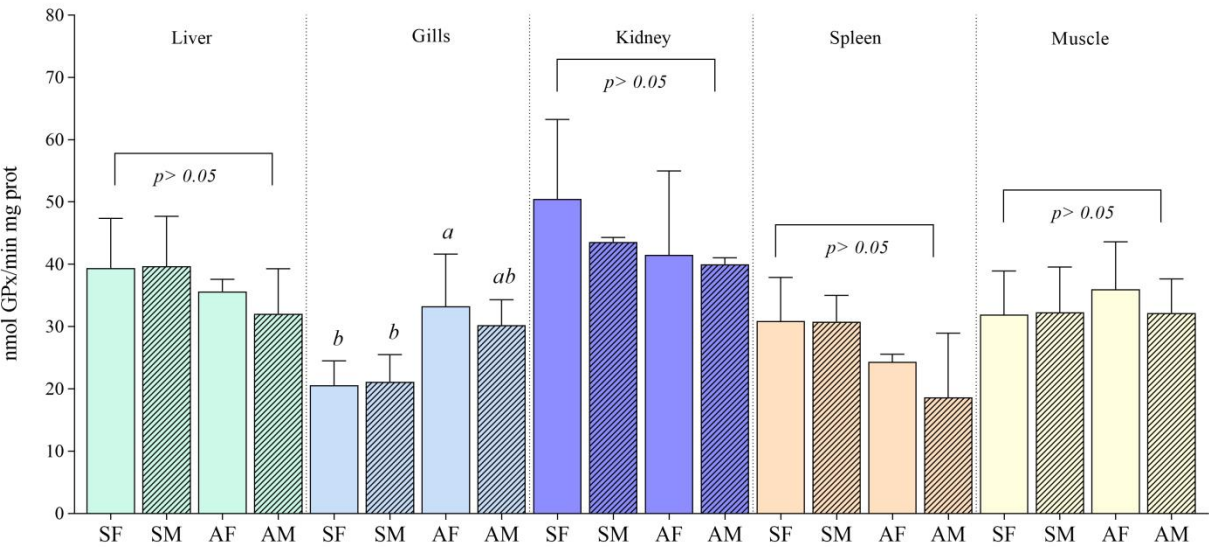 80
70
60
50
40
30
20
10
0
nmol GPx/min mg prot
Liver
Gills
Kidney
Spleen
Muscle
p> 0.05
b
b
a
ab
p> 0.05
p> 0.05
p> 0.05
SF SM AF AM SF SM AF AM SF SM AF AM SF SM AF AM SF SM AF AM